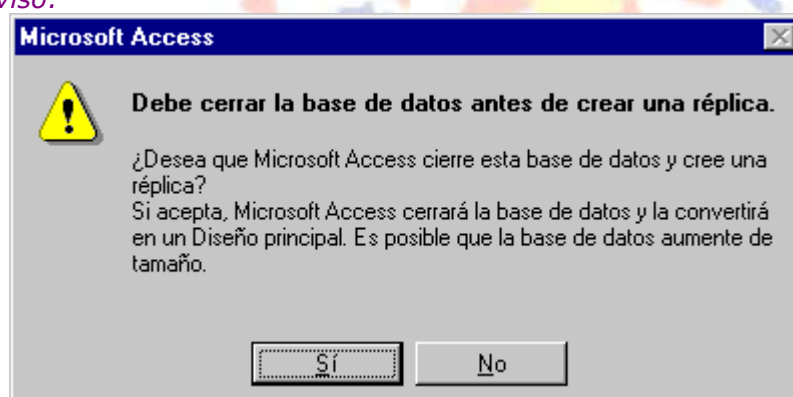 viso:
Microsoft Access
Debe cerrar la base de datos antes de crear una réplica.
¿Desea que Microsoft Access cierre esta base de datos y cree una
réplica?
Si acepta, Microsoft Access cerrará la base de datos y la convertirá
en un Diseño principal. Es posible que la base de datos aumente de
tamaño.
Sí
No